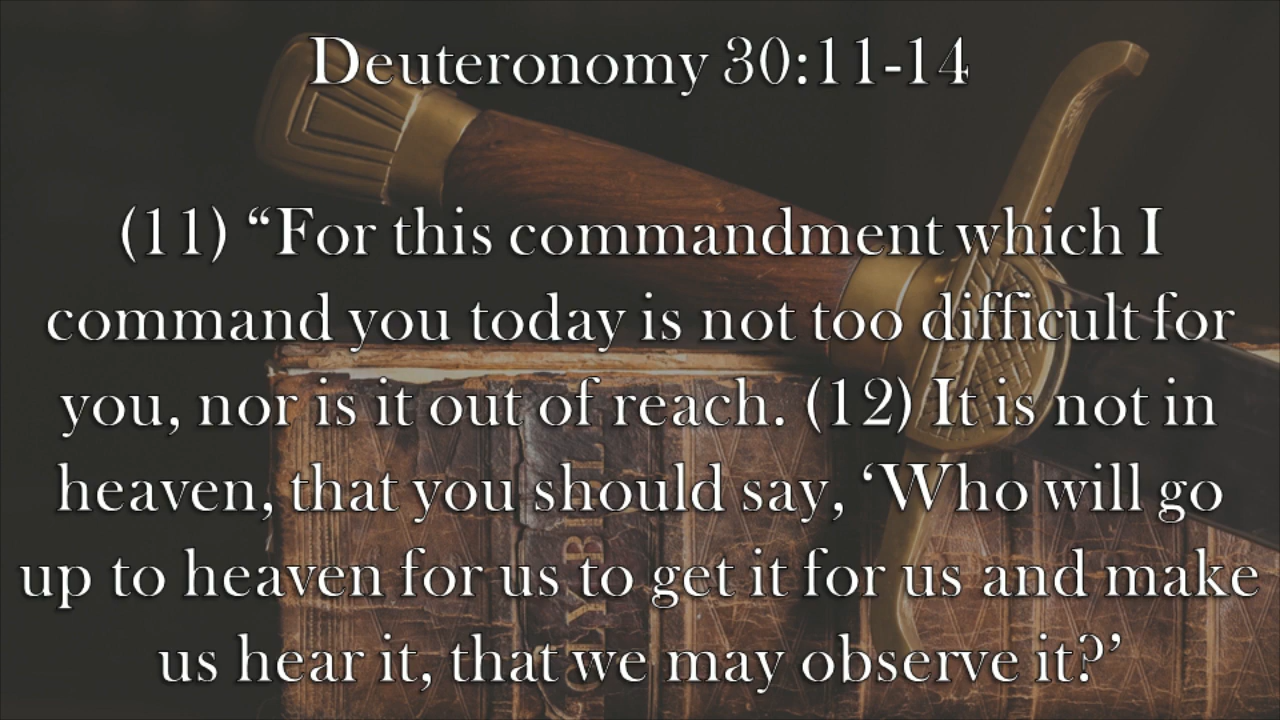 Deuteronomy 30:11-14
(11) “For this commandment which I
command you today is not too difficult for
you, nor is it out of reach. (12) It is not in
heaven, that you should say, ‘Who will go
up to heaven for us to get it for us and make
us hear it, that we may observe it?’